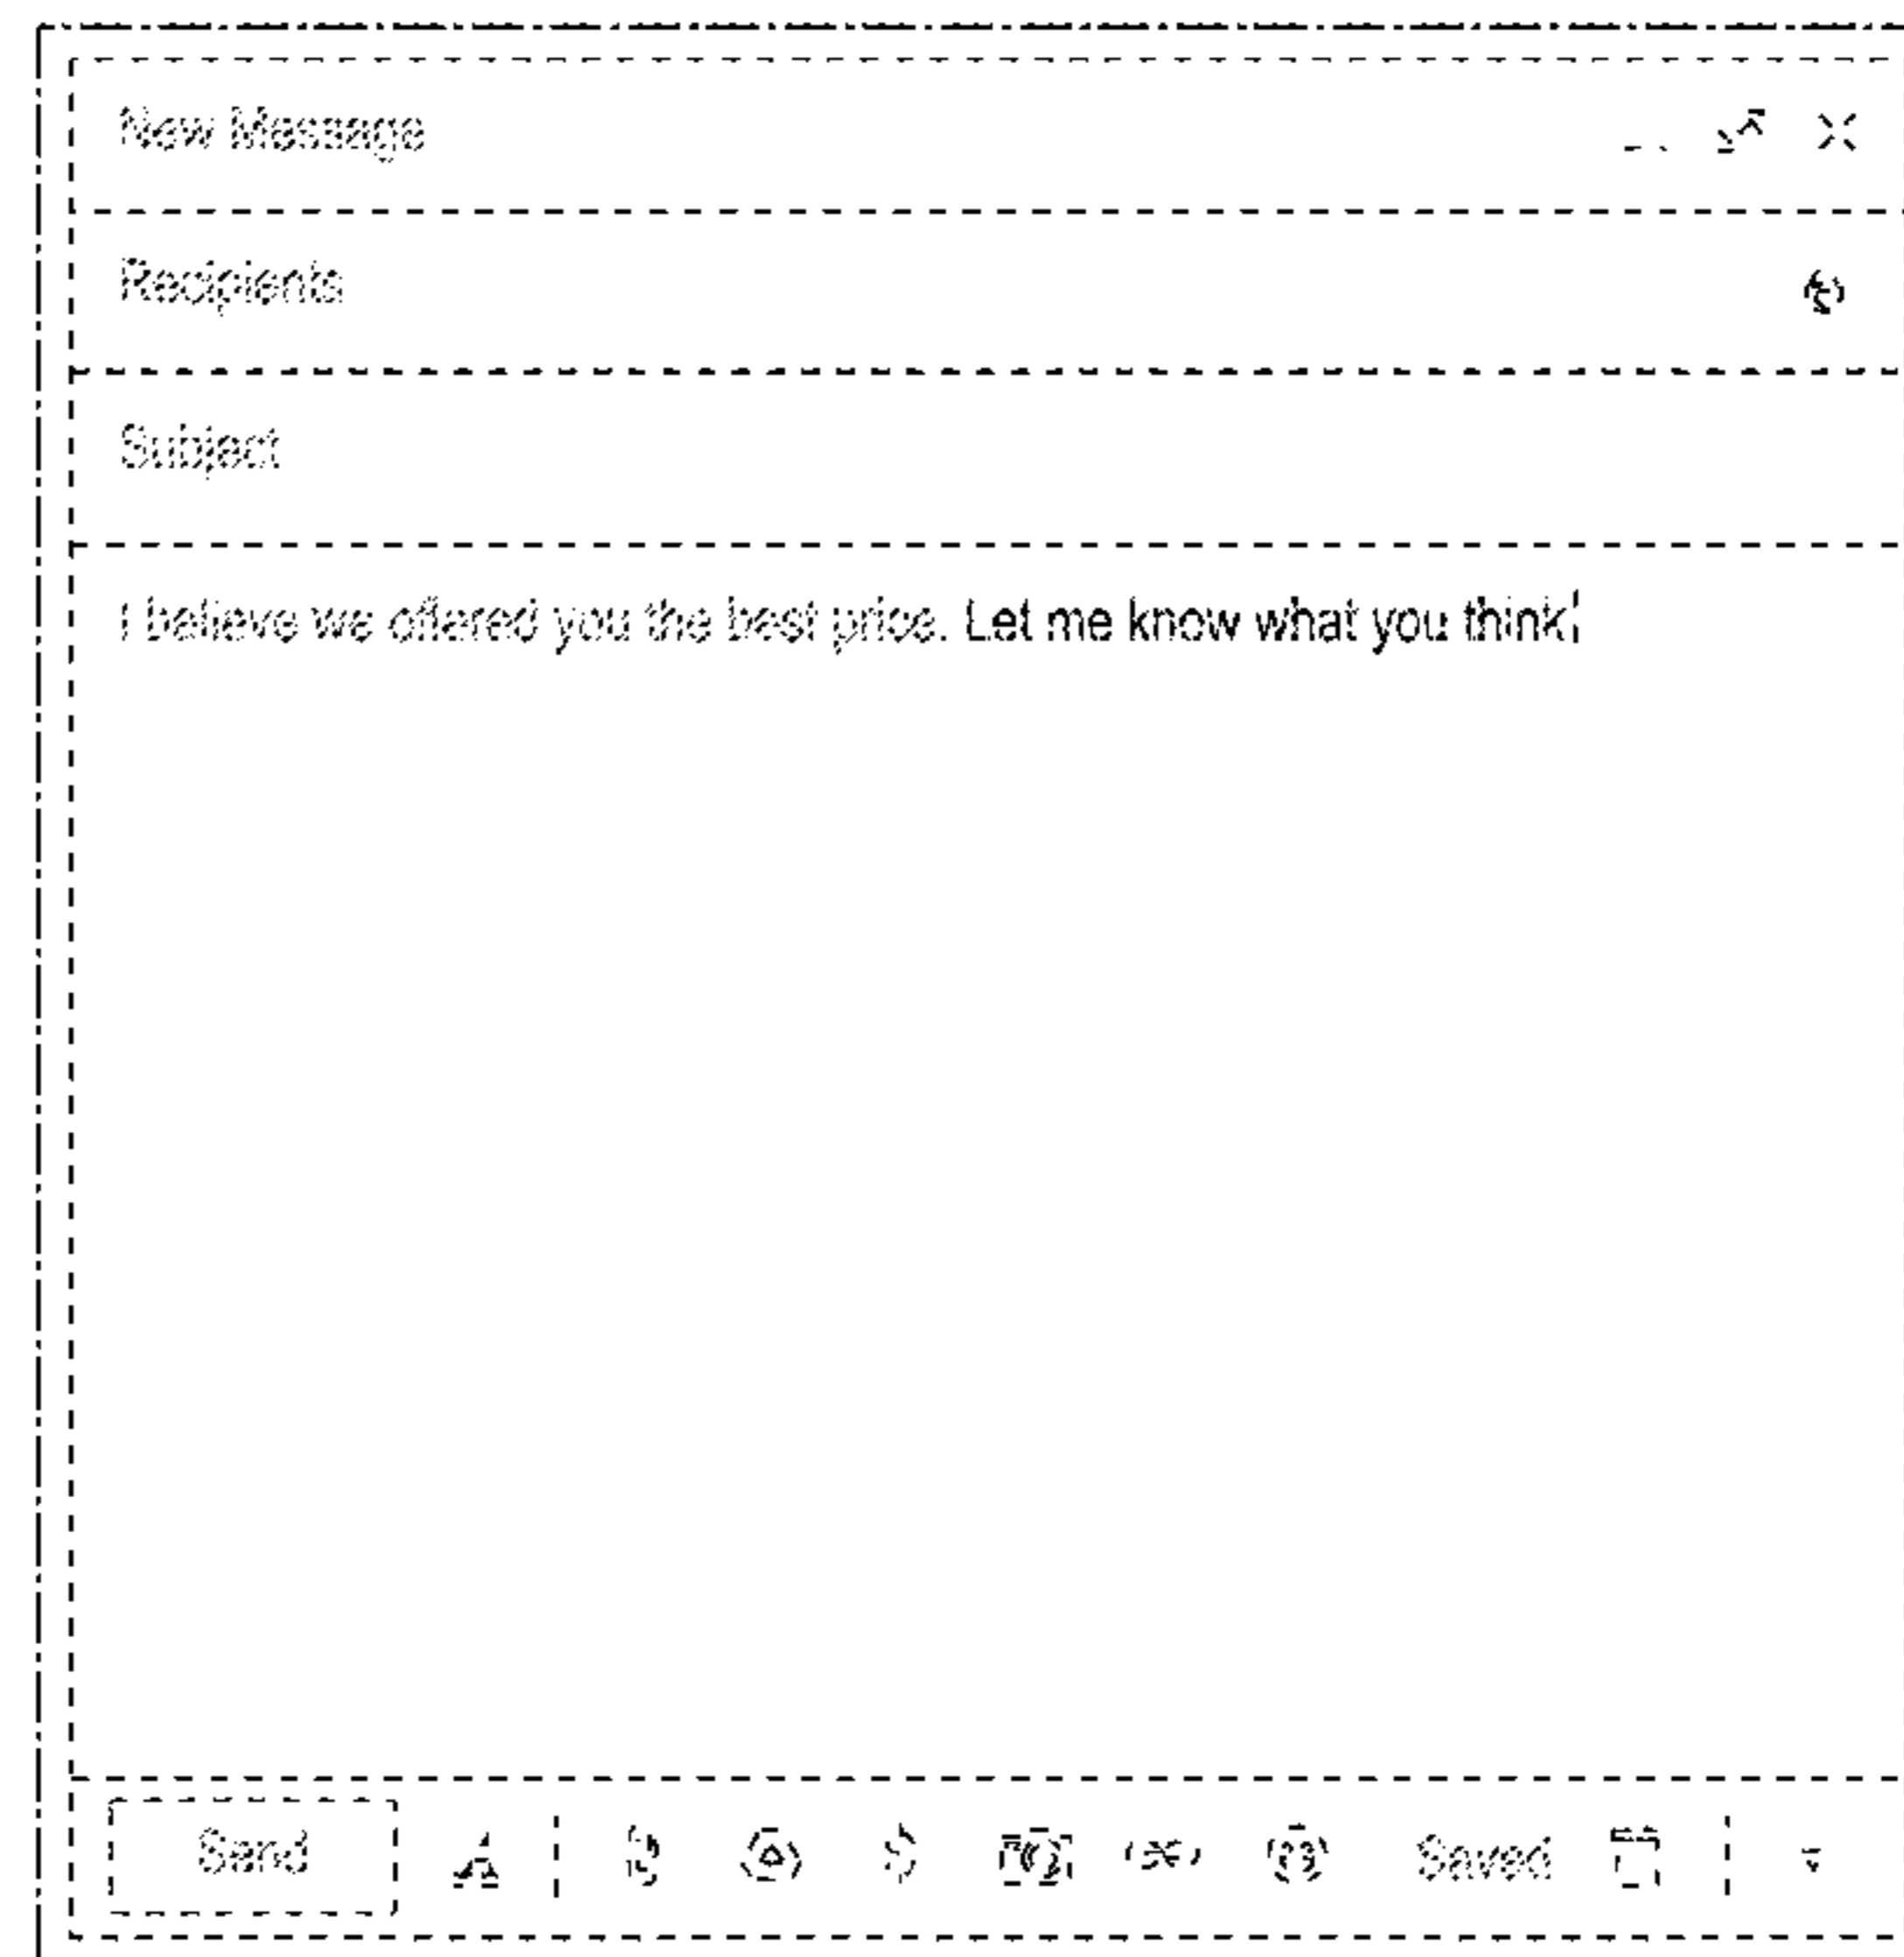 New Message
Recipients
Subject
I believe we offered you the best price. Let me know what you think!
Send
Saved